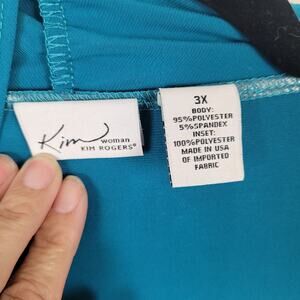 Kim
woman
KIM ROGERS®
3X
BODY:
95%POLYESTER
5%SPANDEX
INSET:
100%POLYESTER
MADE IN USA
OF IMPORTED
FABRIC